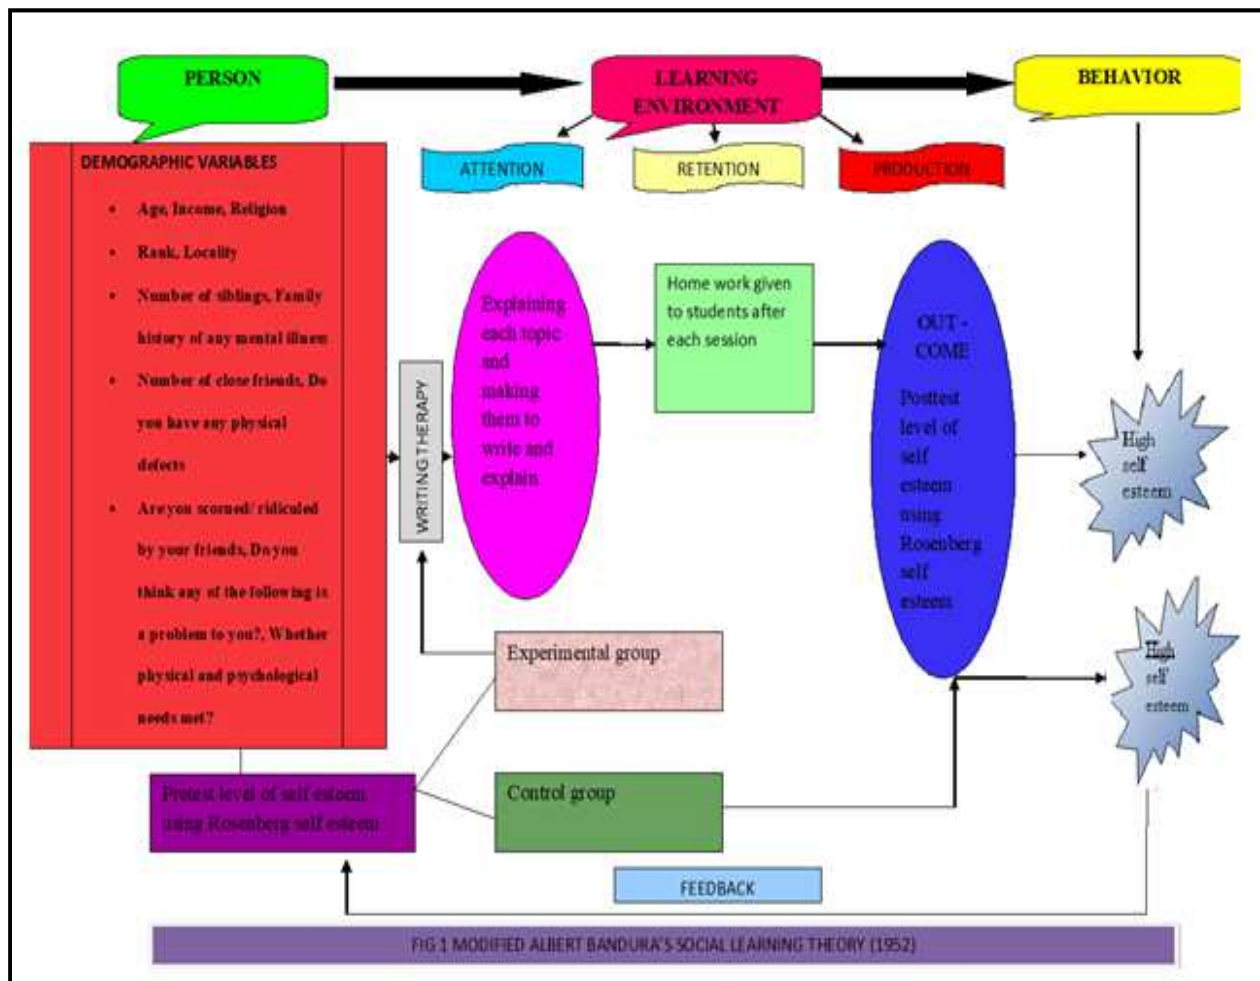 PERSON
LEARNING
ENVIRONMENT
BEHAVIOR
ATTENTION
RETENTION
PRODUCTION
DEMOGRAPHIC VARIABLES
• Age, Income, Religion
• Rank, Locality
• Number of siblings, Family
history of any mental illness
• Number of close friends, Do
you have any physical
defects
• Are you scorned/ ridiculed
by your friends, Do you
think any of the following is
a problem to you?, Whether
physical and psychological
needs met?
WRITING THERAPY
Explaining
each topic
and
making
them to
write and
explain
Home work given
to students after
each session
OUT -
COME
Posttest
level of
self
esteem
using
Rosenberg
self
esteem
High
self
esteem
High
self
esteem
Experimental group
Pretest level of self esteem
using Rosenberg self esteem
Control group
FEEDBACK
FIG 1 MODIFIED ALBERT BANDURA'S SOCIAL LEARNING THEORY (1952)